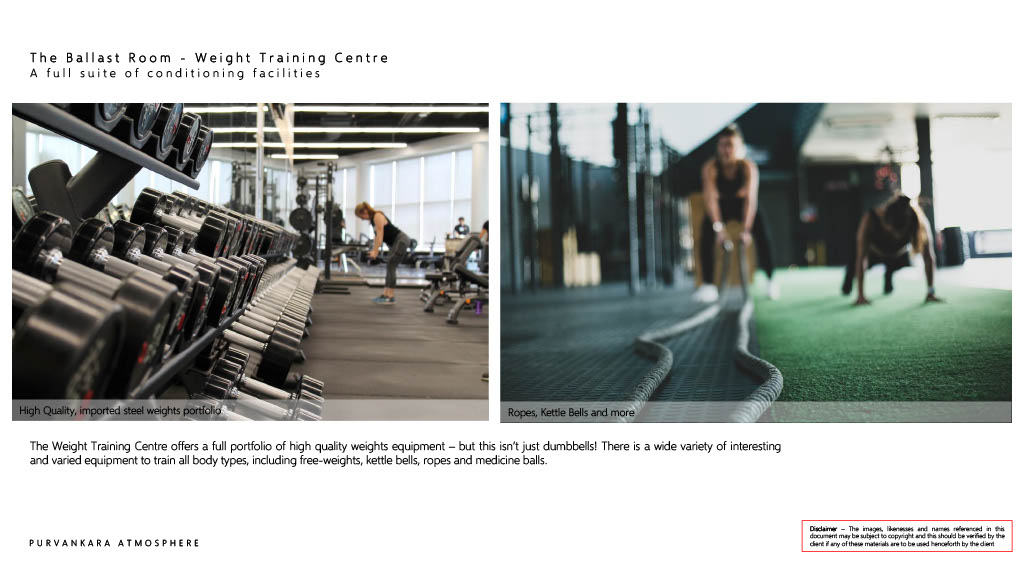 The Ballast Room - Weight Training Centre
A full suite of conditioning facilities
High Quality, imported steel weights portfolio
Ropes, Kettle Bells and more
The Weight Training Centre offers a full portfolio of high quality weights equipment – but this isn't just dumbbells! There is a wide variety of interesting
and varied equipment to train all body types, including free-weights, kettle bells, ropes and medicine balls.
PURVANKARA ATMOSPHERE
Disclaimer – The images, likenesses and names referenced in this
document may be subject to copyright and this should be verified by the
client if any of these materials are to be used henceforth by the client